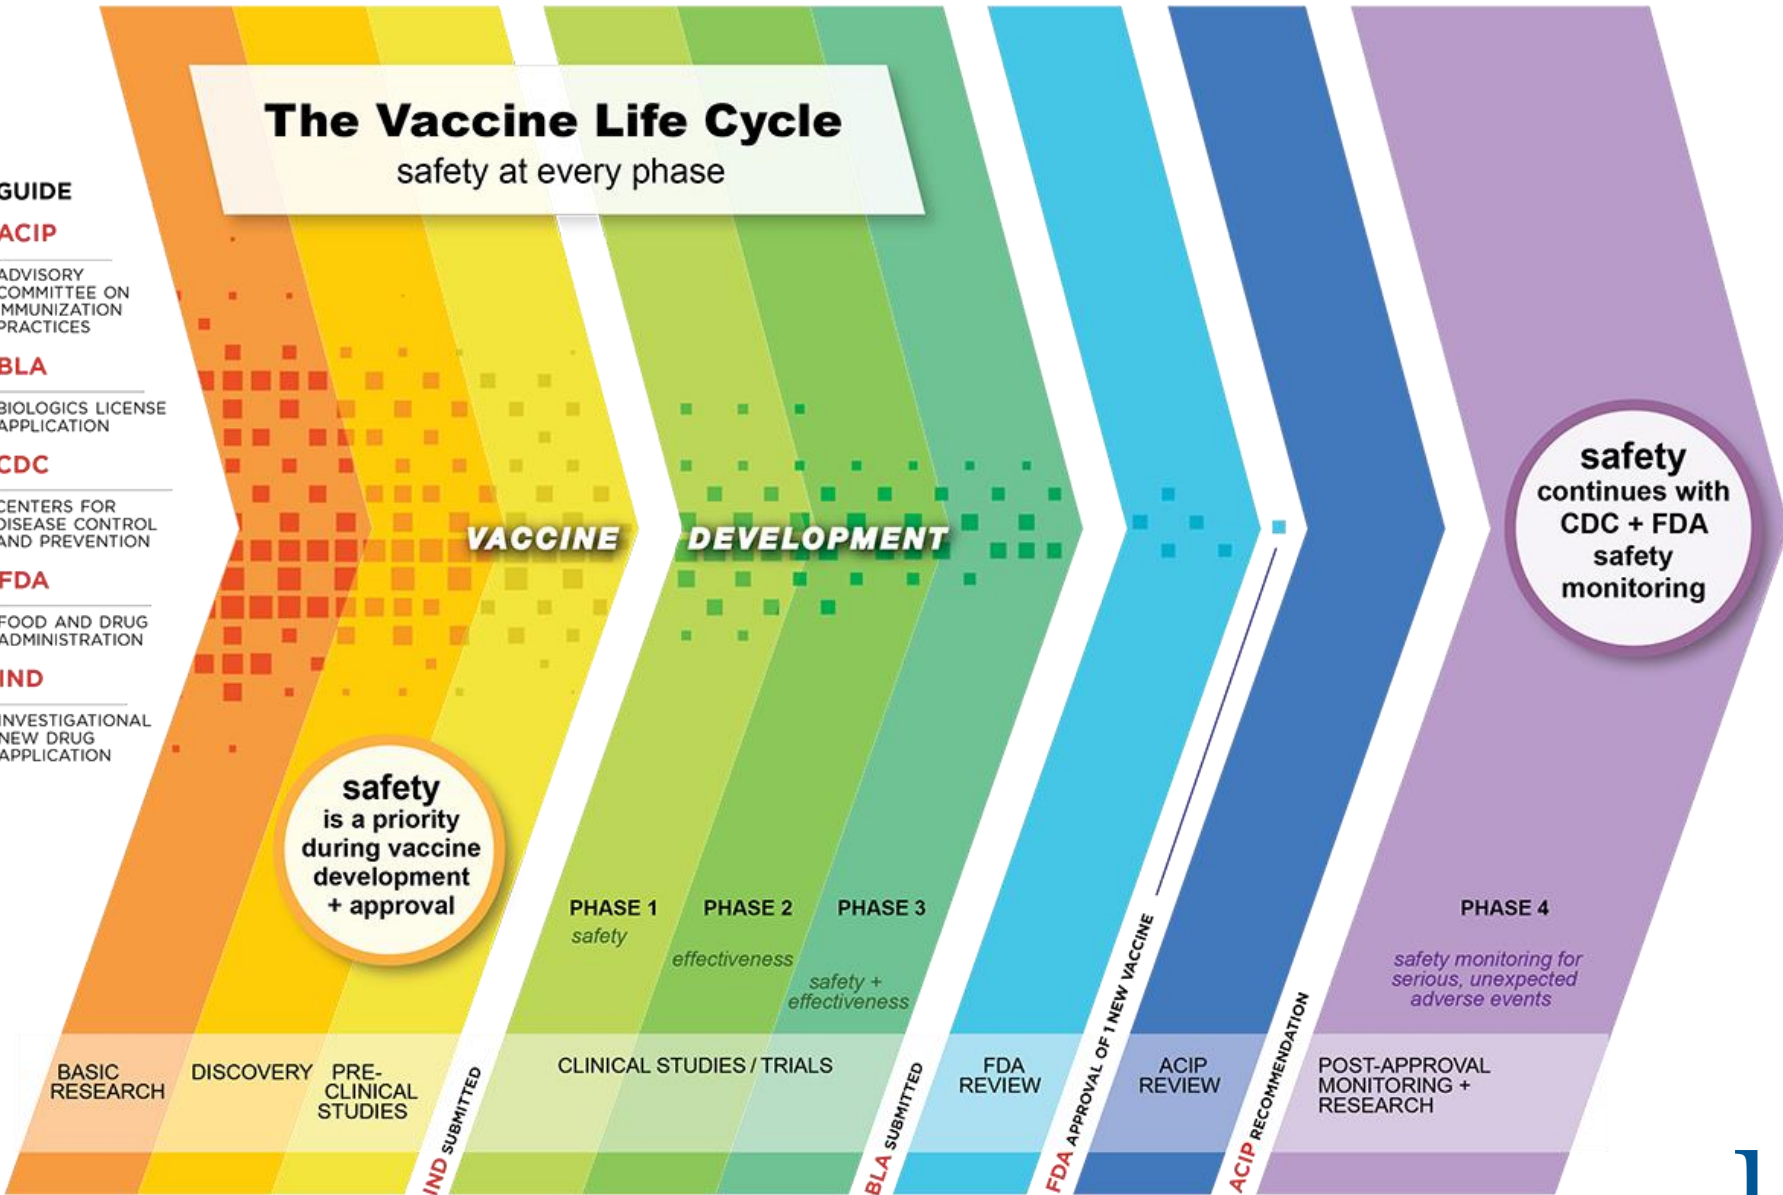 The Vaccine Life Cycle
safety at every phase
GUIDE
ACIP
ADVISORY
COMMITTEE ON
IMMUNIZATION
PRACTICES
BLA
BIOLOGICS LICENSE
APPLICATION
CDC
CENTERS FOR
DISEASE CONTROL
AND PREVENTION
FDA
FOOD AND DRUG
ADMINISTRATION
IND
INVESTIGATIONAL
NEW DRUG
APPLICATION
VACCINE DEVELOPMENT
safety
continues with
CDC + FDA
safety
monitoring
safety
is a priority
during vaccine
development
+ approval
PHASE 1
safety
PHASE 2
effectiveness
PHASE 3
safety +
effectiveness
PHASE 4
safety monitoring for
serious, unexpected
adverse events
BASIC
RESEARCH
DISCOVERY
PRE-
CLINICAL
STUDIES
IND SUBMITTED
CLINICAL STUDIES / TRIALS
BLA SUBMITTED
FDA
REVIEW
FDA APPROVAL OF 1 NEW VACCINE
ACIP
REVIEW
ACIP RECOMMENDATION
POST-APPROVAL
MONITORING +
RESEARCH